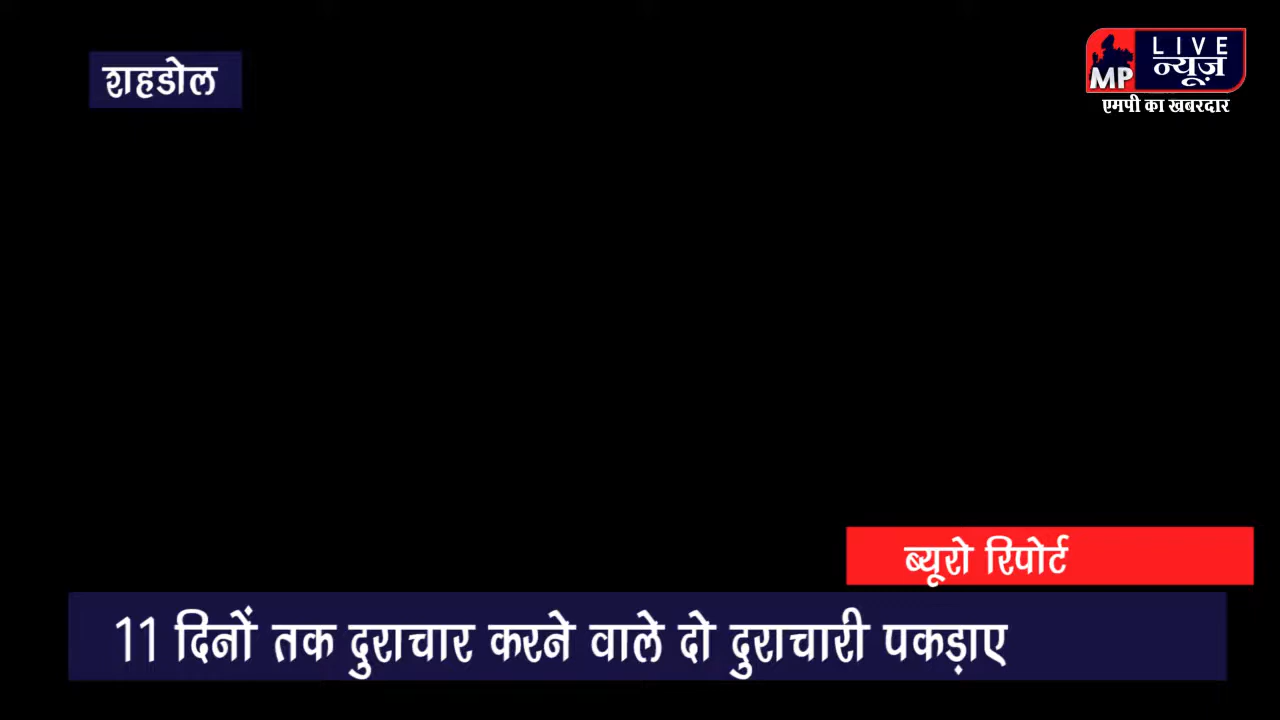 शहडोल
LIVE
MP न्यूज़
एमपी का खबरदार
ब्यूरो रिपोर्ट
11 दिनों तक दुराचार करने वाले दो दुराचारी पकड़ाए